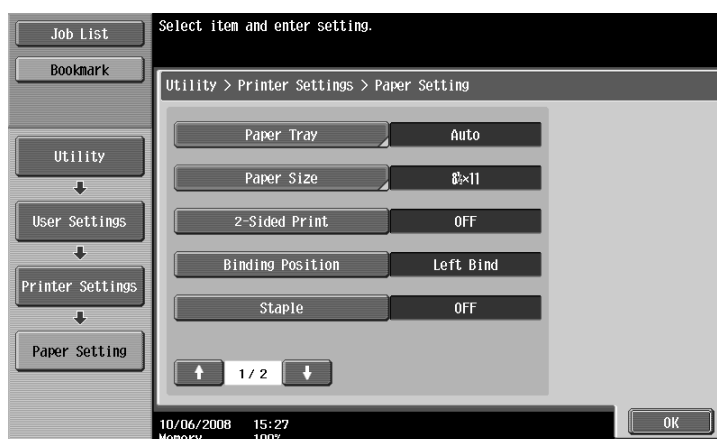 Job List
Bookmark
Utility
User Settings
Printer Settings
Paper Setting
Select item and enter setting.
Utility > Printer Settings > Paper Setting
Paper Tray Auto
Paper Size 8½×11
2-Sided Print OFF
Binding Position Left Bind
Staple OFF
1/ 2
OK
10/06/2008 15:27
Memory 100%